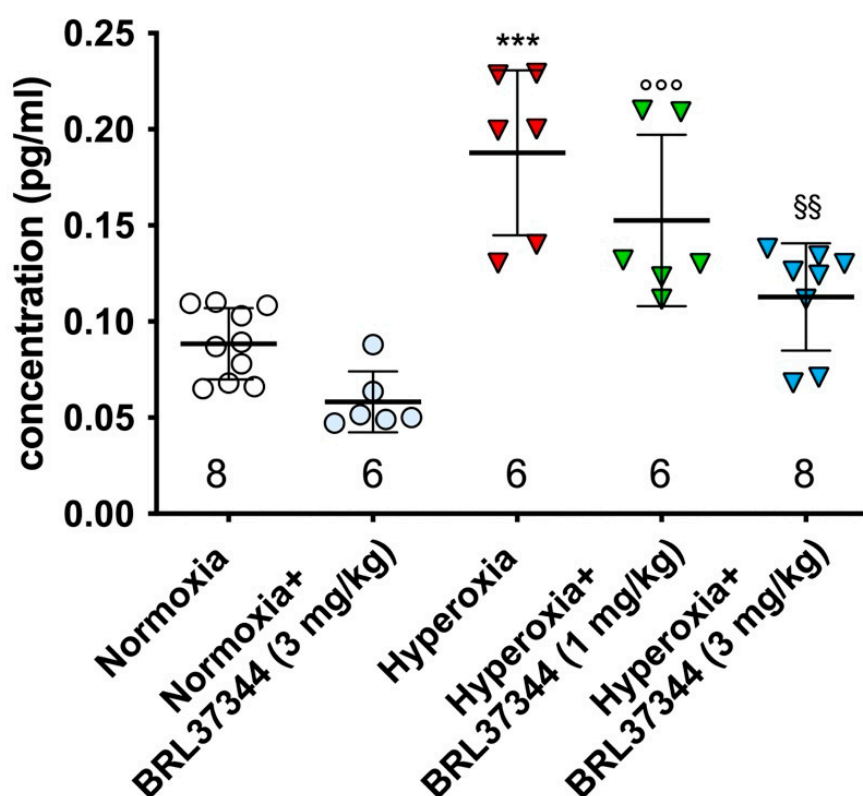 concentration (pg/ml)
0.25
0.20
0.15
0.10
0.05
0.00
***
°°°
§§
8
6
6
6
8
Normoxia
Normoxia+
BRL37344 (3 mg/kg)
Hyperoxia
Hyperoxia+
BRL37344 (1 mg/kg)
Hyperoxia+
BRL37344 (3 mg/kg)